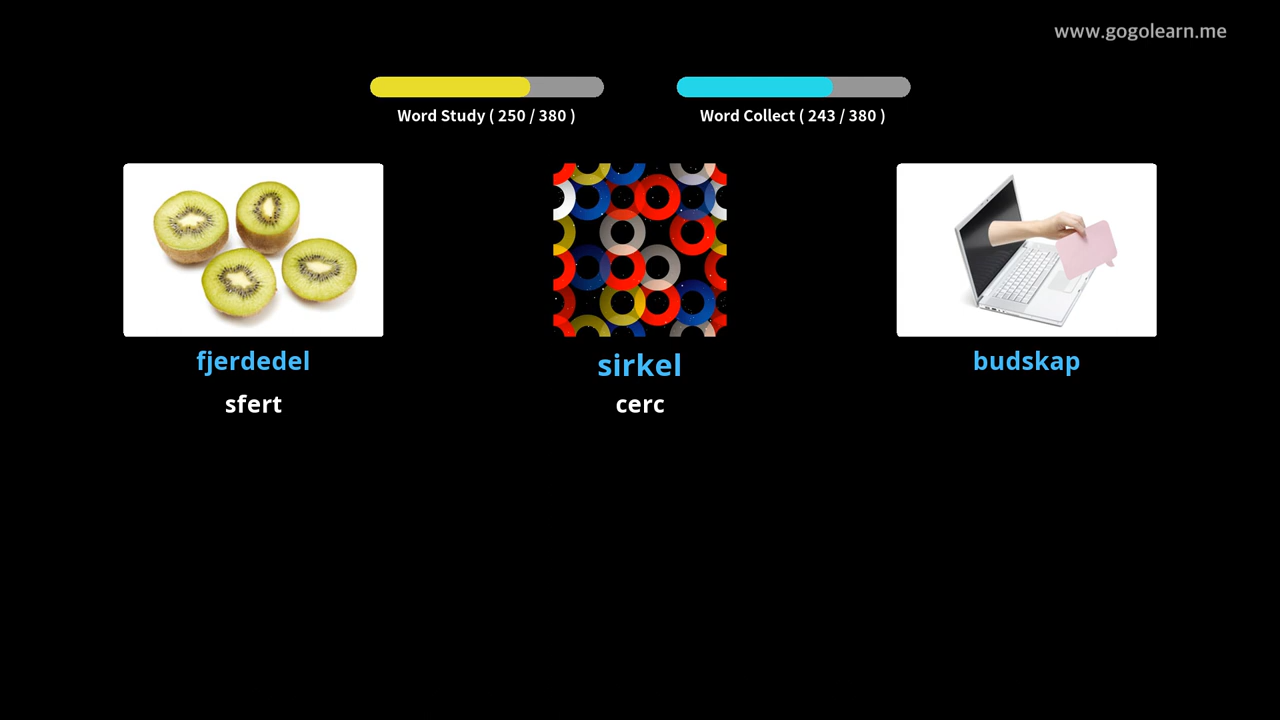 www.gogolearn.me
Word Study ( 250 / 380 )
Word Collect ( 243 / 380 )
fjerdedel
sfert
sirkel
cerc
budskap